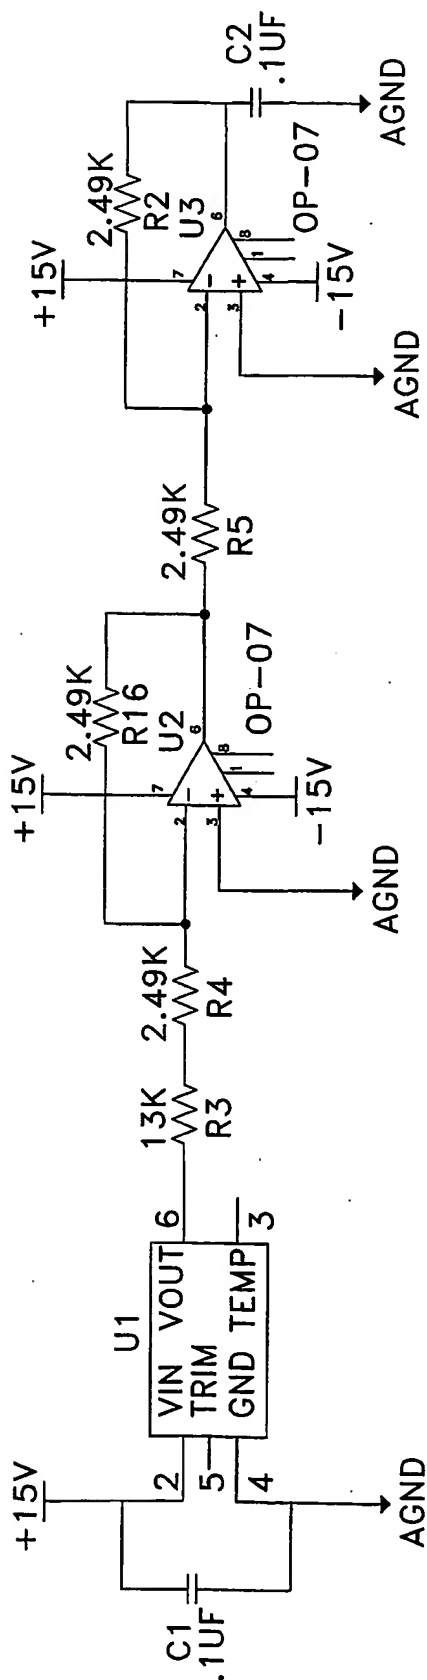 +15V
C1
.1UF
2
5
4
U1
VIN VOUT
TRIM
GND TEMP
6
3
AGND
13K
R3
2.49K
R4
2.49K
R16
+15V
U2
7
2
-
+
3
6
8
1
4
OP-07
-15V
AGND
2.49K
R5
2.49K
R2
+15V
U3
7
2
-
+
3
6
8
1
4
OP-07
-15V
AGND
C2
.1UF
AGND